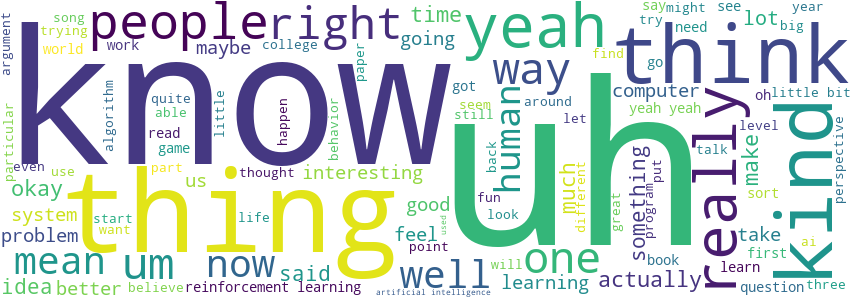 argument
song
trying
world
people
work
maybe
college
right
time
going
yeah
say
might
try
need
see
lot
year
big
find
go
think
know
way
paper
got
around
computer
oh
little bit
yeah yeah
level
quite
able
algorithm
read
game
little
happen
behavior
seem
still
let
human
back
uh
really
talk
make
kind
perspective
particular
even
use
part
thought
interesting
okay
us
thing
fun
look
good
much
different
great
something
program
put
sort
ai
system
start
want
life
feel
point
used
one
book
take
first
problem
mean
um
now
said
well
will
learning
actually
learn
question
three
idea
better
believe
reinforcement learning
artificial intelligence